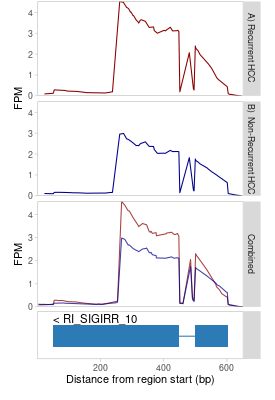 4
3
2
1
0
FPM
A) Recurrent HCC
4
3
2
1
0
B) Non-Recurrent HCC
4
3
2
1
0
FPM
Combined
< RI_SIGIRR_10
200
400
600
Distance from region start (bp)